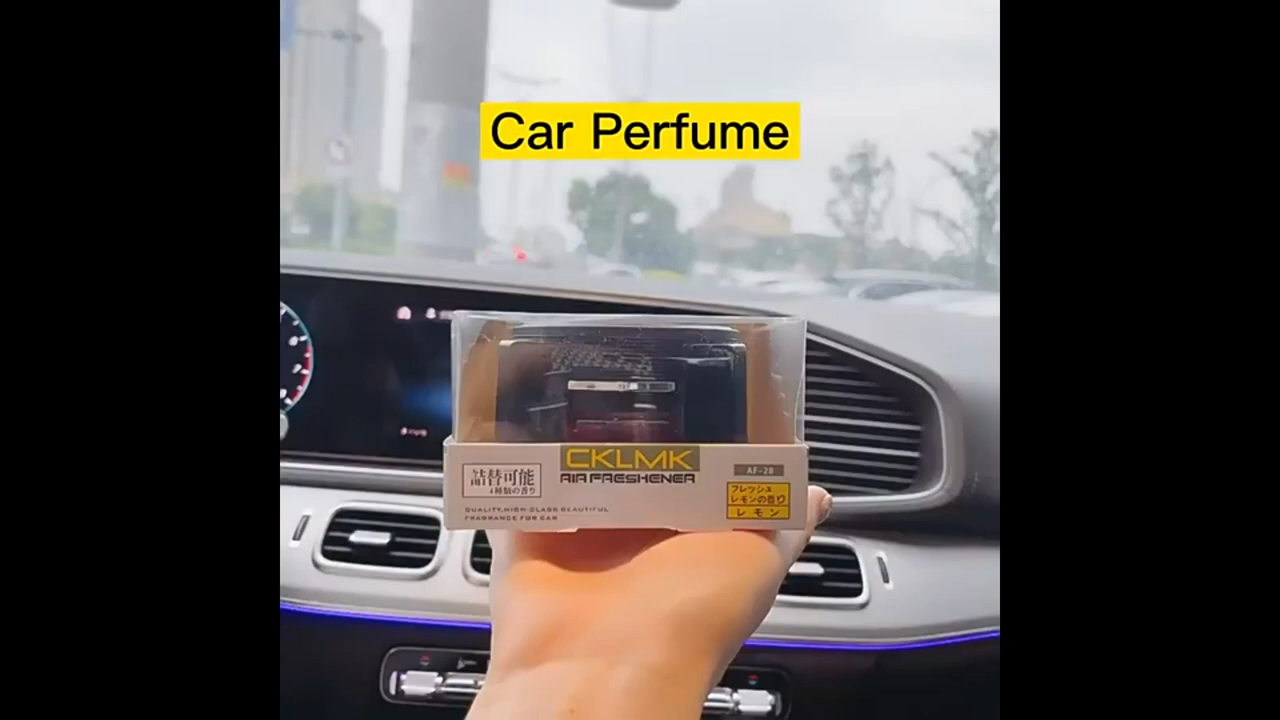 Car Perfume
CKLMK
AIR FRESHENER
詰替可能
4種類の香り
QUALITY.HIGH-CLASS BEAUTIFUL
FRAGRANCE FOR CAR
AF-28
フレッシュ
レモンの香り
レモン